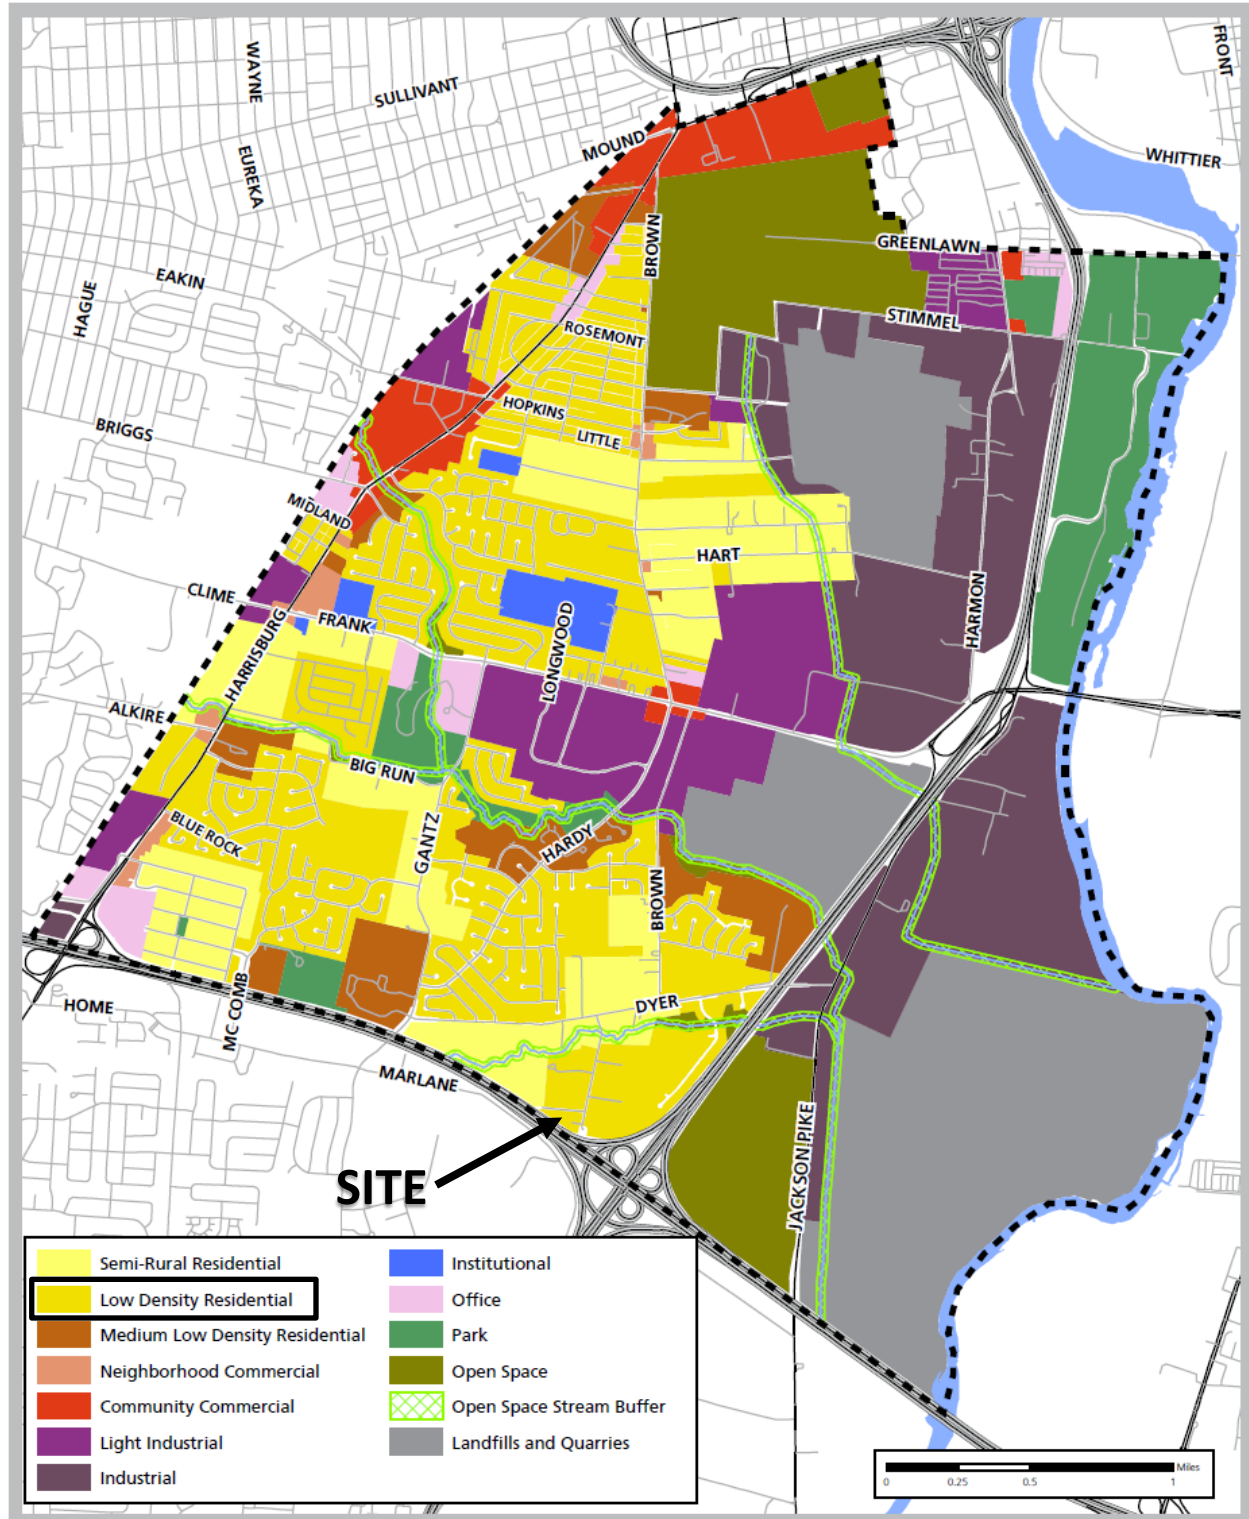 FRONT
WAYNE
SULLIVANT
MOUND
EUREKA
WHITTIER
BROWN
GREENLAWN
EAKIN
HAGUE
STIMMEL
ROSEMONT
HOPKINS
BRIGGS
LITTLE
MIDLAND
HART
CLIME
FRANK
HARMON
HARRISBURG
LONGWOOD
ALKIRE
BIG RUN
BLUE ROCK
GANTZ
HARDY
BROWN
MC COMB
DYER
HOME
MARLANE
JACKSON PIKE
SITE
Semi-Rural Residential
Low Density Residential
Medium Low Density Residential
Neighborhood Commercial
Community Commercial
Light Industrial
Industrial
Institutional
Office
Park
Open Space
Open Space Stream Buffer
Landfills and Quarries
Miles
0 0.25 0.5 1